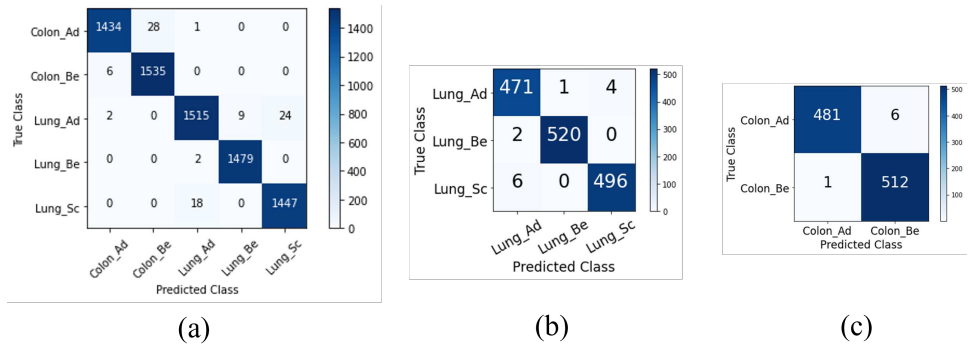 Colon_Ad 1434 28 1 0 0
Colon_Be 6 1535 0 0 0
Lung_Ad 2 0 1515 9 24
Lung_Be 0 0 2 1479 0
Lung_Sc 0 0 18 0 1447
True Class
Colon_Ad Colon_Be Lung_Ad Lung_Be Lung_Sc
Predicted Class
1400
1200
1000
800
600
400
200
0
(a)
Lung_Ad 471 1 4
Lung_Be 2 520 0
Lung_Sc 6 0 496
True Class
Lung_Ad Lung_Be Lung_Sc
Predicted Class
500
400
300
200
100
0
(b)
Colon_Ad 481 6
Colon_Be 1 512
True Class
Colon_Ad Colon_Be
Predicted Class
500
400
300
200
100
(c)